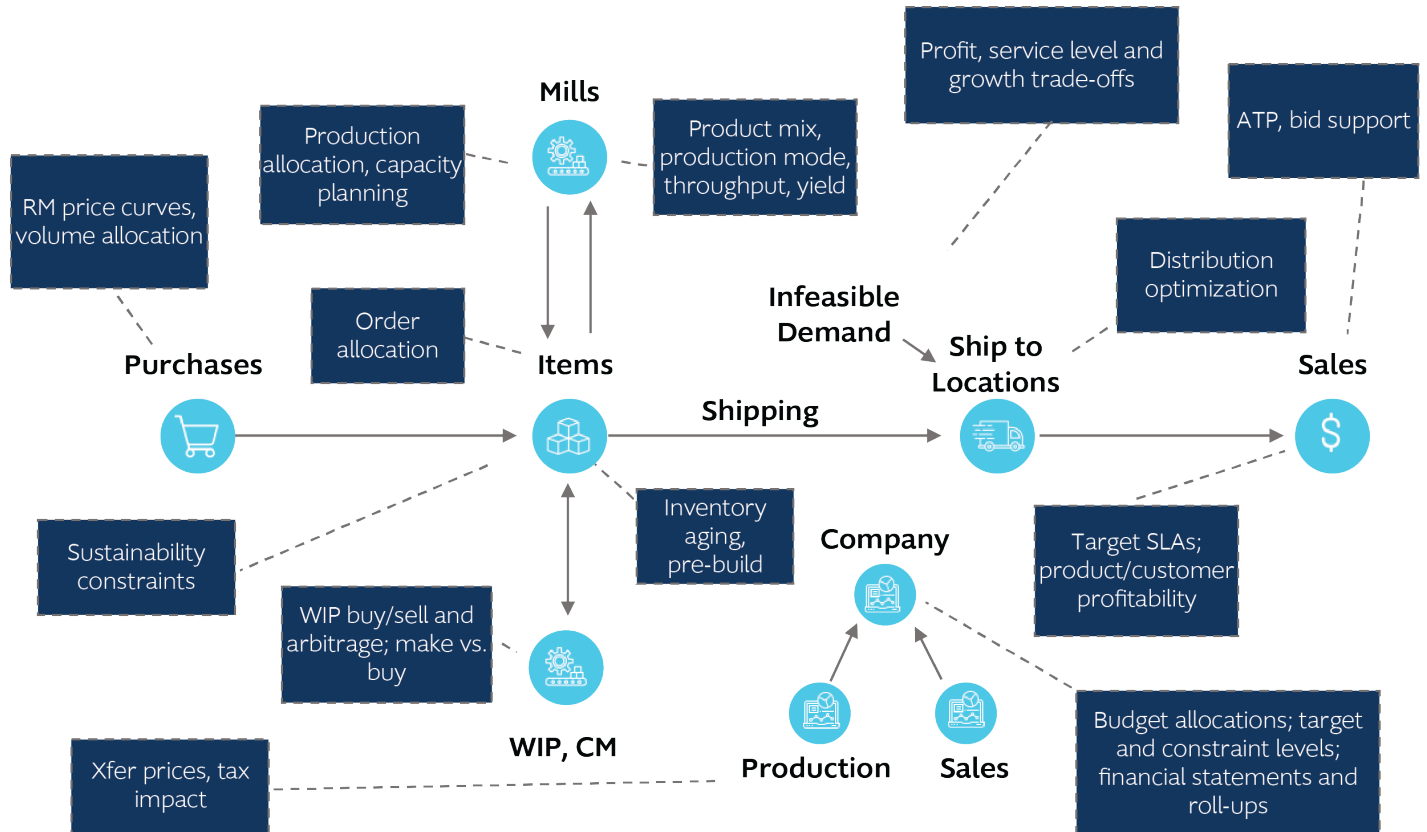 Profit, service level and
growth trade-offs
Mills
ATP, bid support
Production
allocation, capacity
planning
Product mix,
production mode,
throughput, yield
RM price curves,
volume allocation
Distribution
optimization
Infeasible
Demand
Order
allocation
Purchases
Items
Ship to
Locations
Sales
Shipping
Sustainability
constraints
Inventory
aging,
pre-build
Company
Target SLAs;
product/customer
profitability
WIP buy/sell and
arbitrage; make vs.
buy
WIP, CM
Production
Sales
Budget allocations; target
and constraint levels;
financial statements and
roll-ups
Xfer prices, tax
impact